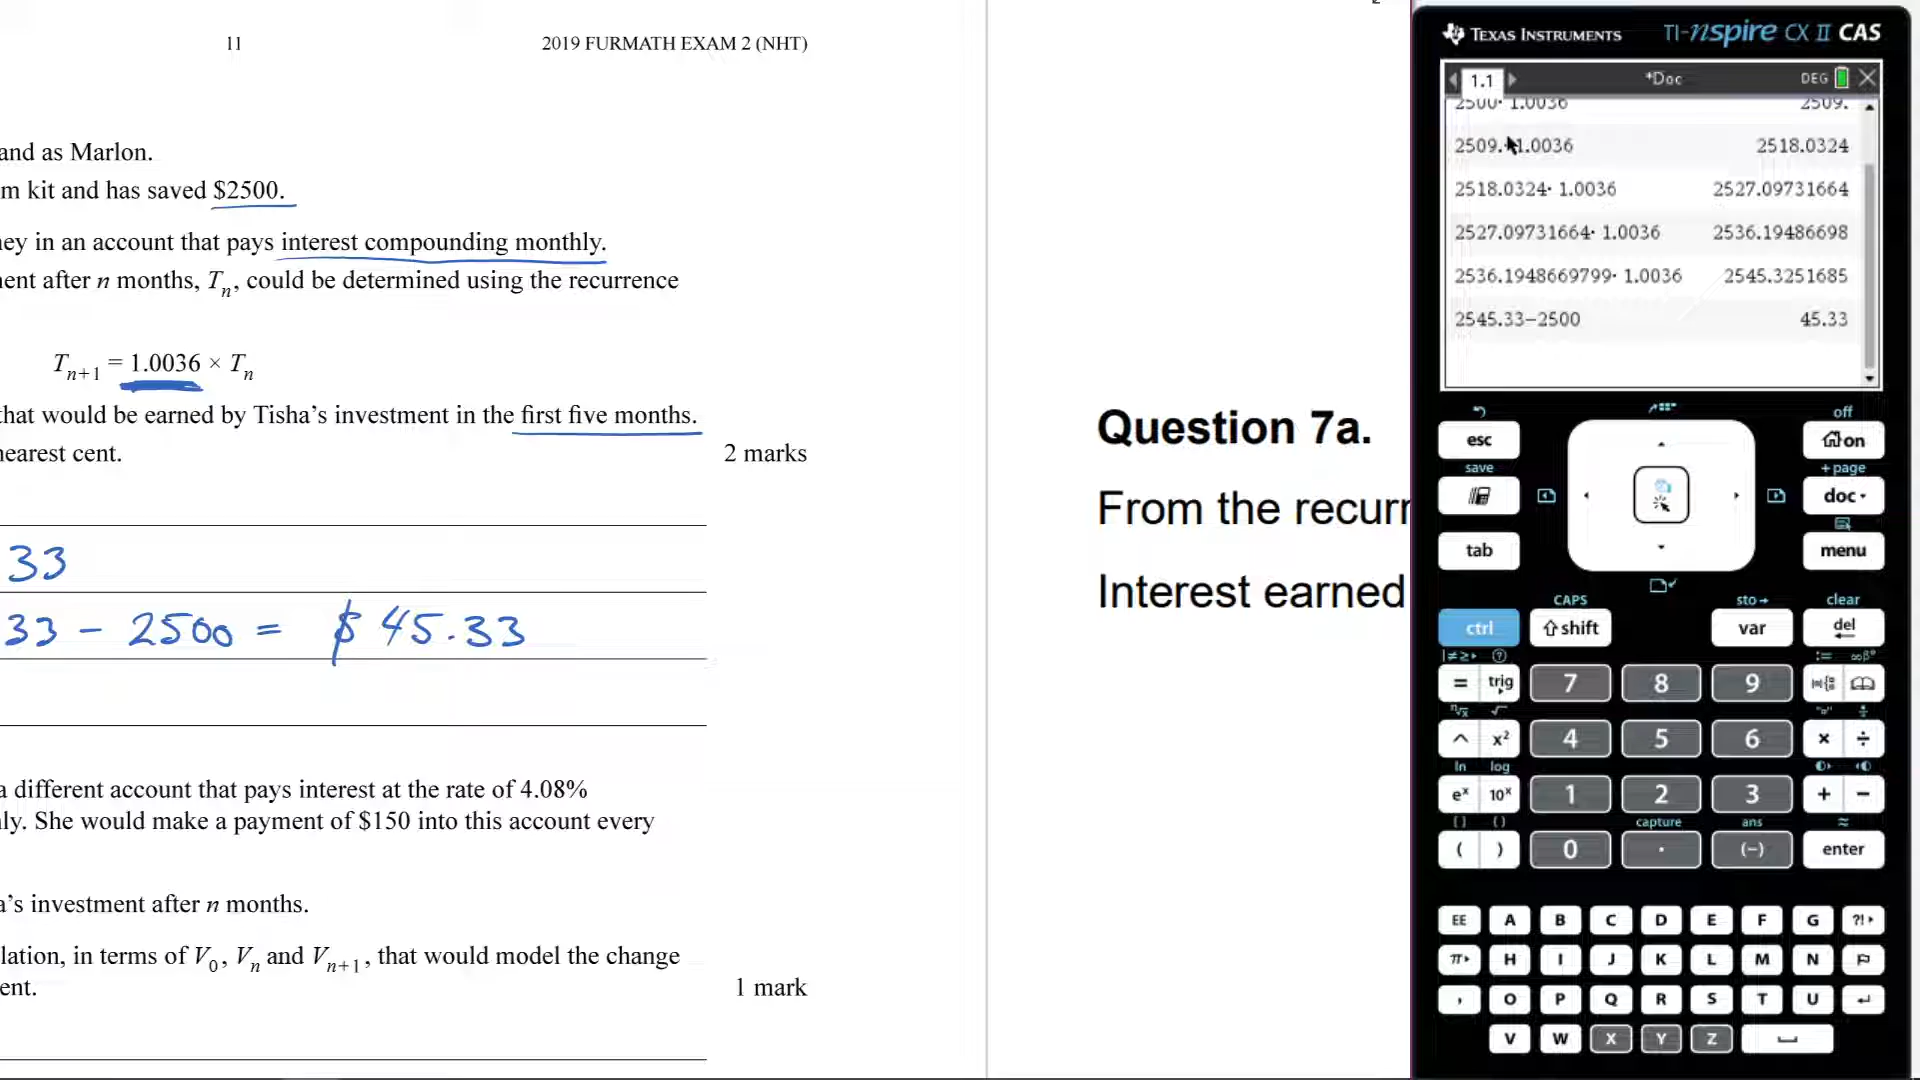 11
2019 FURMATH EXAM 2 (NHT)
and as Marlon.
m kit and has saved $2500.
ney in an account that pays interest compounding monthly.
nent after n months, Tn, could be determined using the recurrence
Tn+1 = 1.0036 × Tn
that would be earned by Tisha's investment in the first five months.
nearest cent.
2 marks
33
33 - 2500 = $ 45.33
a different account that pays interest at the rate of 4.08%
nly. She would make a payment of $150 into this account every
a's investment after n months.
lation, in terms of V0, Vn and Vn+1, that would model the change
ent.
1 mark
Question 7a.
From the recurr
Interest earned
TEXAS INSTRUMENTS
TI-nspire CX II CAS
1.1
*Doc
DEG
2500· 1.0036
2509.
2509.·1.0036
2518.0324
2518.0324· 1.0036
2527.09731664
2527.09731664· 1.0036
2536.19486698
2536.1948669799· 1.0036
2545.3251685
2545.33−2500
45.33
off
esc
on
save
+ page
doc
tab
menu
CAPS
sto→
clear
ctrl
shift
var
del
|≠≥▸
:=
∞β°
= trig 7 8 9
n√x √
^ x² 4 5 6 × ÷
ln log
eˣ 10ˣ 1 2 3 + −
[ ] { } capture ans ≈
( ) 0 . (−) enter
EE A B C D E F G ?!▸
π▸ H I J K L M N
, O P Q R S T U ↵
V W X Y Z